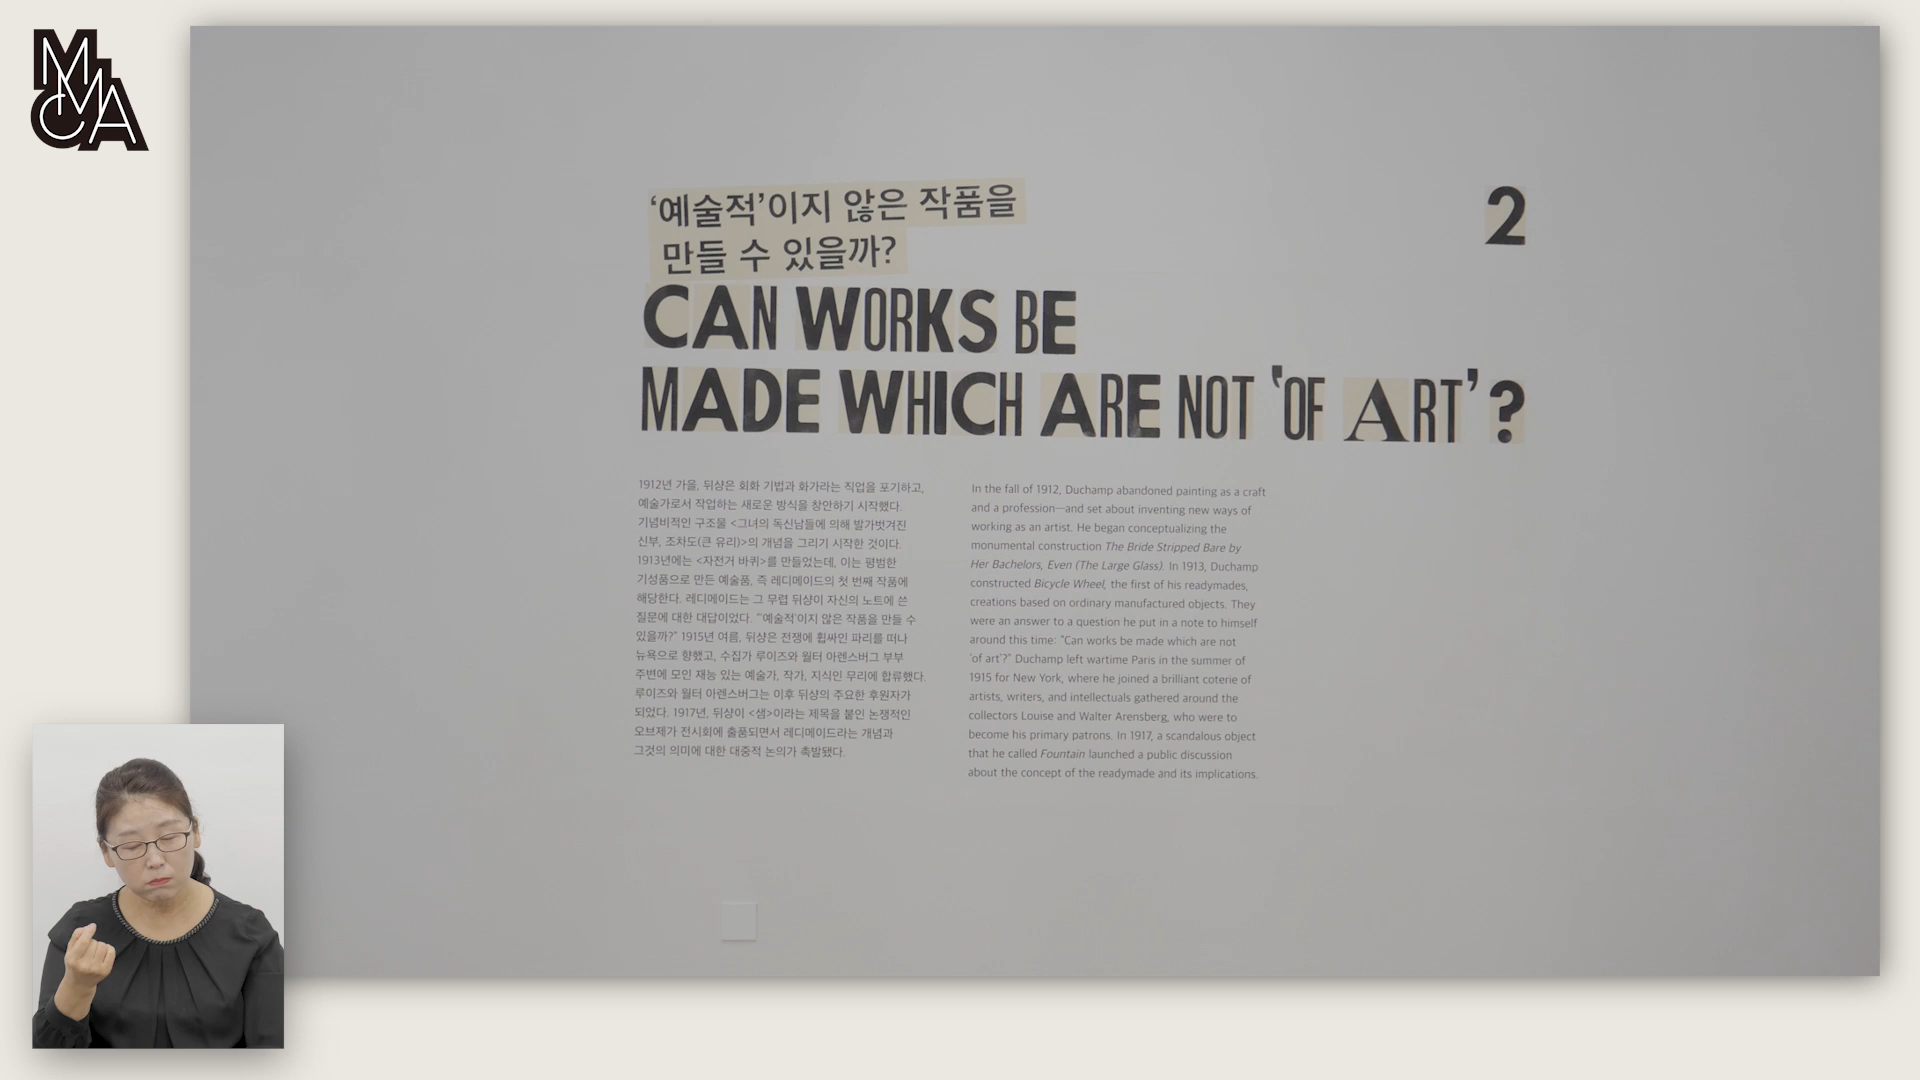 MMCA
‘예술적’이지 않은 작품을
만들 수 있을까?
2
CAN WORKS BE
MADE WHICH ARE NOT ‘OF ART’?
1912년 가을, 뒤샹은 회화 기법과 화가라는 직업을 포기하고,
예술가로서 작업하는 새로운 방식을 창안하기 시작했다.
기념비적인 구조물 <그녀의 독신남들에 의해 발가벗겨진
신부, 조차도(큰 유리)>의 개념을 그리기 시작한 것이다.
1913년에는 <자전거 바퀴>를 만들었는데, 이는 평범한
기성품으로 만든 예술품, 즉 레디메이드의 첫 번째 작품에
해당한다. 레디메이드는 그 무렵 뒤샹이 자신의 노트에 쓴
질문에 대한 대답이었다. “‘예술적’이지 않은 작품을 만들 수
있을까?” 1915년 여름, 뒤샹은 전쟁에 휩싸인 파리를 떠나
뉴욕으로 향했고, 수집가 루이즈와 월터 아렌스버그 부부
주변에 모인 재능 있는 예술가, 작가, 지식인 무리에 합류했다.
루이즈와 월터 아렌스버그는 이후 뒤샹의 주요한 후원자가
되었다. 1917년, 뒤샹이 <샘>이라는 제목을 붙인 논쟁적인
오브제가 전시회에 출품되면서 레디메이드라는 개념과
그것의 의미에 대한 대중적 논의가 촉발됐다.
In the fall of 1912, Duchamp abandoned painting as a craft
and a profession—and set about inventing new ways of
working as an artist. He began conceptualizing the
monumental construction The Bride Stripped Bare by
Her Bachelors, Even (The Large Glass). In 1913, Duchamp
constructed Bicycle Wheel, the first of his readymades,
creations based on ordinary manufactured objects. They
were an answer to a question he put in a note to himself
around this time: “Can works be made which are not
‘of art’?” Duchamp left wartime Paris in the summer of
1915 for New York, where he joined a brilliant coterie of
artists, writers, and intellectuals gathered around the
collectors Louise and Walter Arensberg, who were to
become his primary patrons. In 1917, a scandalous object
that he called Fountain launched a public discussion
about the concept of the readymade and its implications.